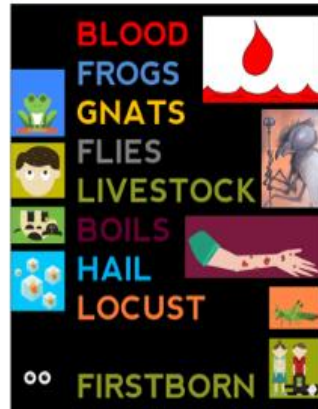 BLOOD
FROGS
GNATS
FLIES
LIVESTOCK
BOILS
HAIL
LOCUST
FIRSTBORN